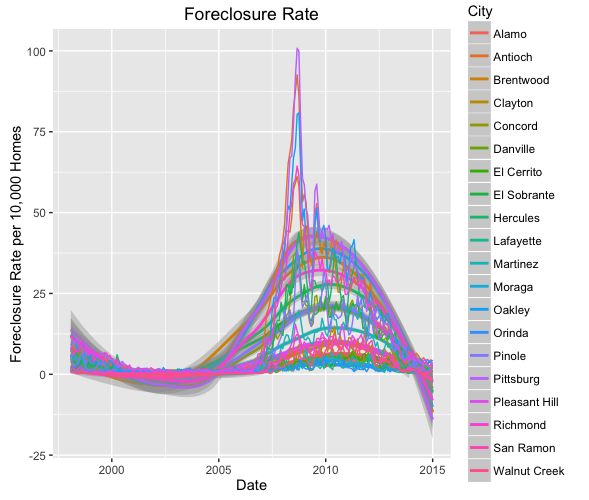 Foreclosure Rate
Foreclosure Rate per 10,000 Homes
100
75
50
25
0
-25
2000
2005
2010
2015
Date
City
Alamo
Antioch
Brentwood
Clayton
Concord
Danville
El Cerrito
El Sobrante
Hercules
Lafayette
Martinez
Moraga
Oakley
Orinda
Pinole
Pittsburg
Pleasant Hill
Richmond
San Ramon
Walnut Creek